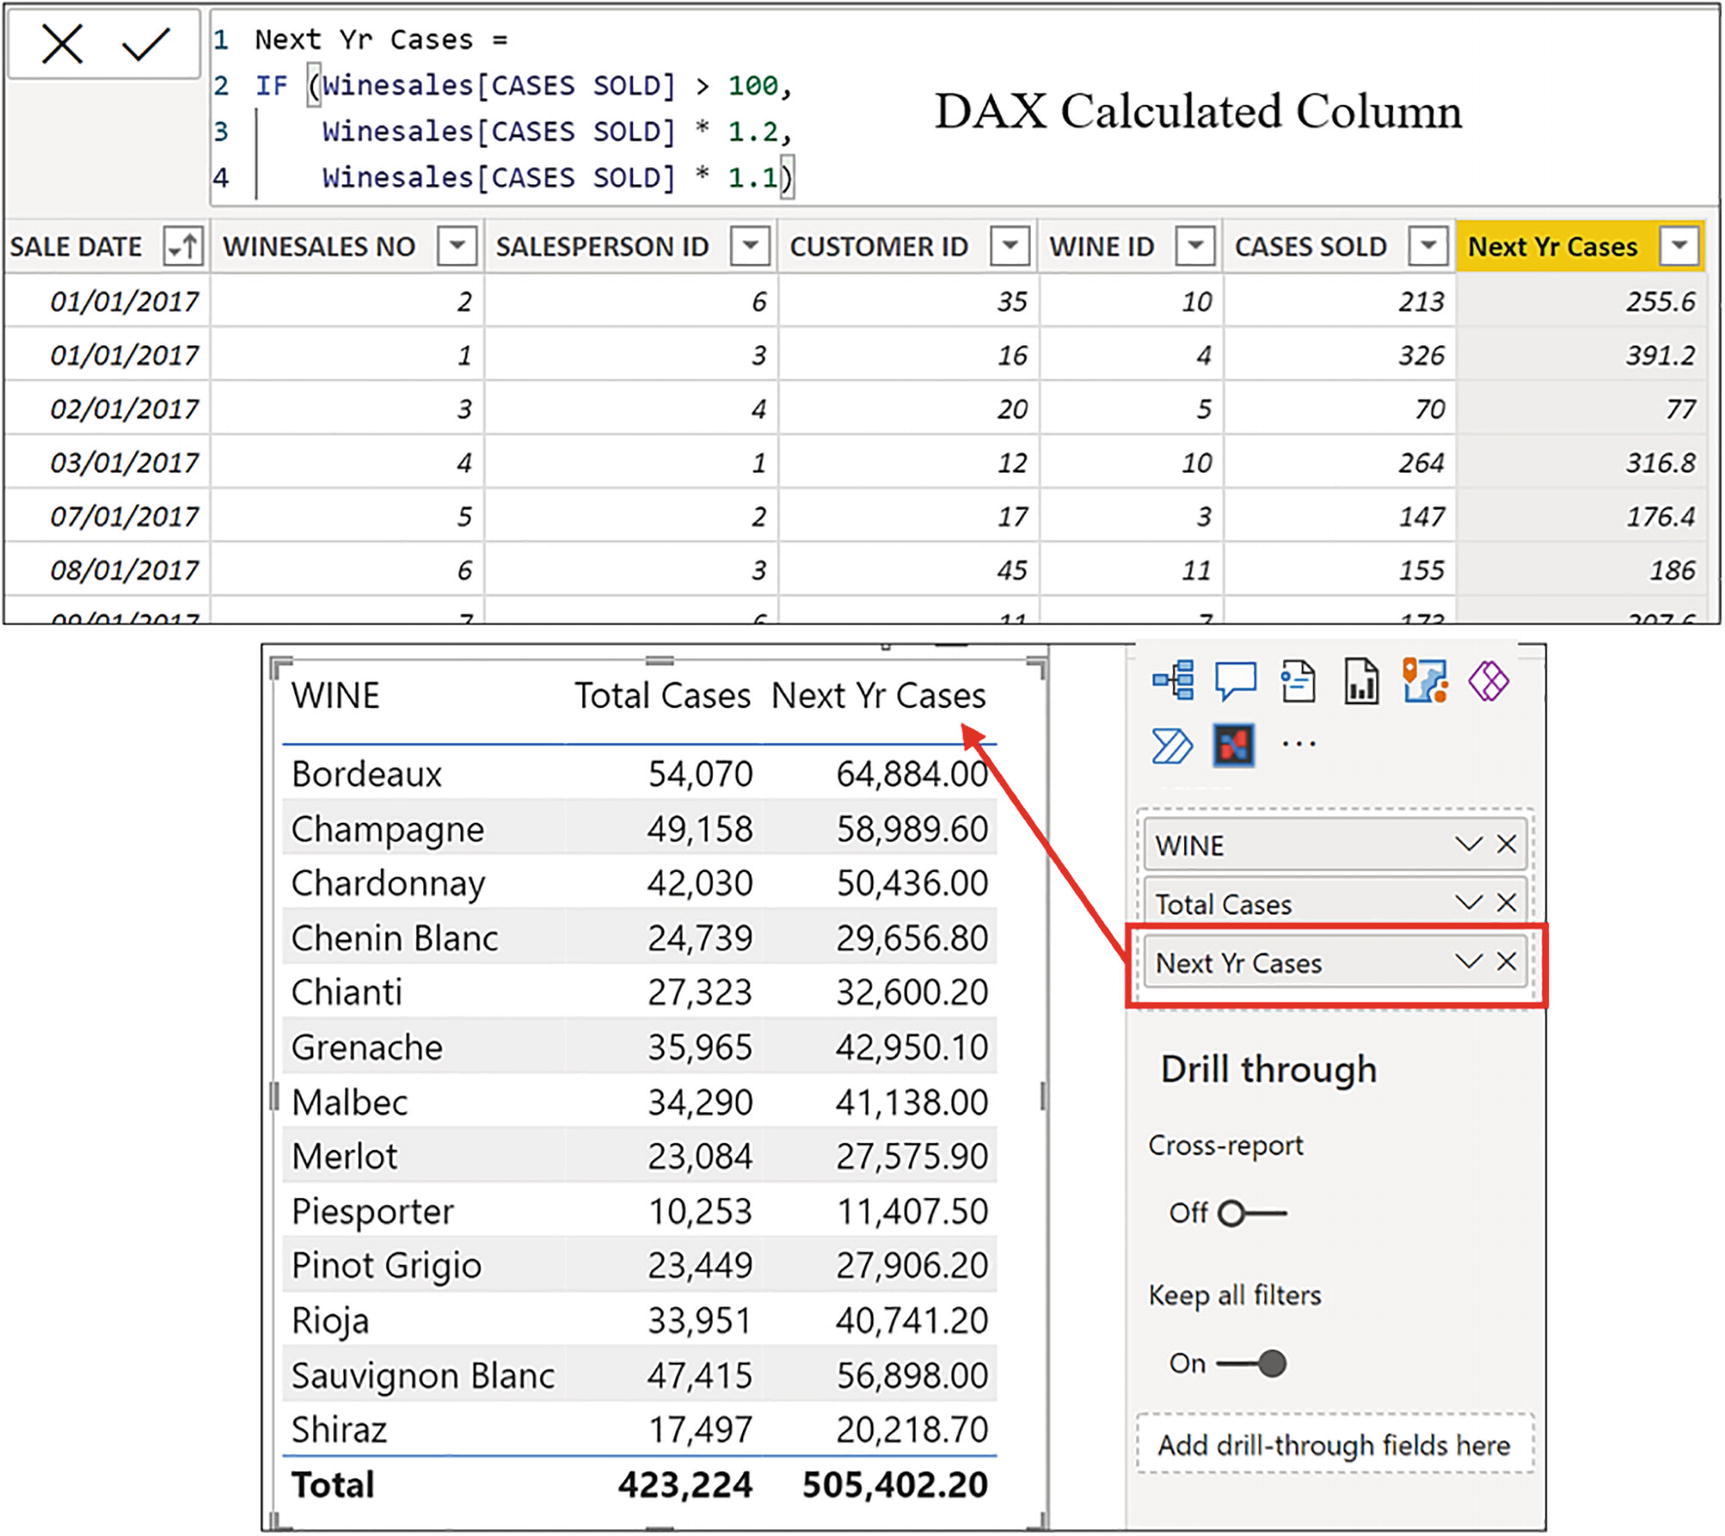 1 Next Yr Cases =
2 IF (Winesales[CASES SOLD] > 100,
3 Winesales[CASES SOLD] * 1.2,
4 Winesales[CASES SOLD] * 1.1)
DAX Calculated Column
SALE DATE WINESALES NO SALESPERSON ID CUSTOMER ID WINE ID CASES SOLD Next Yr Cases
01/01/2017 2 6 35 10 213 255.6
01/01/2017 1 3 16 4 326 391.2
02/01/2017 3 4 20 5 70 77
03/01/2017 4 1 12 10 264 316.8
07/01/2017 5 2 17 3 147 176.4
08/01/2017 6 3 45 11 155 186
09/01/2017 7 6 11 7 173 207.6
WINE Total Cases Next Yr Cases
Bordeaux 54,070 64,884.00
Champagne 49,158 58,989.60
Chardonnay 42,030 50,436.00
Chenin Blanc 24,739 29,656.80
Chianti 27,323 32,600.20
Grenache 35,965 42,950.10
Malbec 34,290 41,138.00
Merlot 23,084 27,575.90
Piesporter 10,253 11,407.50
Pinot Grigio 23,449 27,906.20
Rioja 33,951 40,741.20
Sauvignon Blanc 47,415 56,898.00
Shiraz 17,497 20,218.70
Total 423,224 505,402.20
WINE
Total Cases
Next Yr Cases
Drill through
Cross-report
Off
Keep all filters
On
Add drill-through fields here